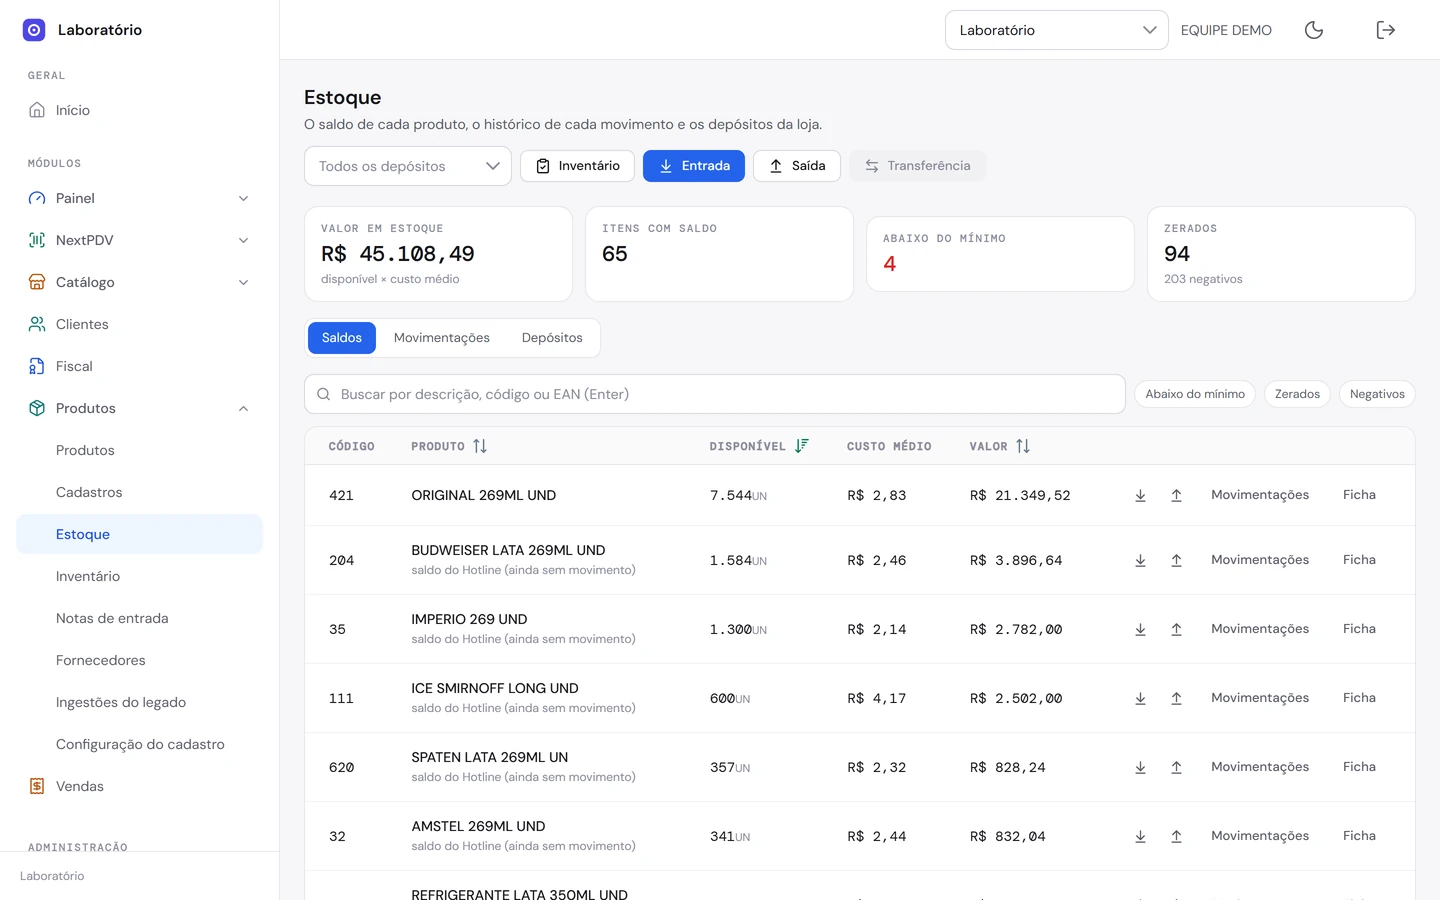 Laboratório
Laboratório
EQUIPE DEMO
GERAL
Início
MÓDULOS
Painel
NextPDV
Catálogo
Clientes
Fiscal
Produtos
Produtos
Cadastros
Estoque
Inventário
Notas de entrada
Fornecedores
Ingestões do legado
Configuração do cadastro
Vendas
ADMINISTRAÇÃO
Laboratório
Estoque
O saldo de cada produto, o histórico de cada movimento e os depósitos da loja.
Todos os depósitos
Inventário
Entrada
Saída
Transferência
VALOR EM ESTOQUE
R$ 45.108,49
disponível × custo médio
ITENS COM SALDO
65
ABAIXO DO MÍNIMO
4
ZERADOS
94
203 negativos
Saldos Movimentações Depósitos
Buscar por descrição, código ou EAN (Enter)
Abaixo do mínimo Zerados Negativos
CÓDIGO PRODUTO DISPONÍVEL CUSTO MÉDIO VALOR
421 ORIGINAL 269ML UND 7.544UN R$ 2,83 R$ 21.349,52 Movimentações Ficha
204 BUDWEISER LATA 269ML UND 1.584UN R$ 2,46 R$ 3.896,64 Movimentações Ficha
saldo do Hotline (ainda sem movimento)
35 IMPERIO 269 UND 1.300UN R$ 2,14 R$ 2.782,00 Movimentações Ficha
saldo do Hotline (ainda sem movimento)
111 ICE SMIRNOFF LONG UND 600UN R$ 4,17 R$ 2.502,00 Movimentações Ficha
saldo do Hotline (ainda sem movimento)
620 SPATEN LATA 269ML UN 357UN R$ 2,32 R$ 828,24 Movimentações Ficha
saldo do Hotline (ainda sem movimento)
32 AMSTEL 269ML UND 341UN R$ 2,44 R$ 832,04 Movimentações Ficha
saldo do Hotline (ainda sem movimento)
REFRIGERANTE LATA 350ML UND